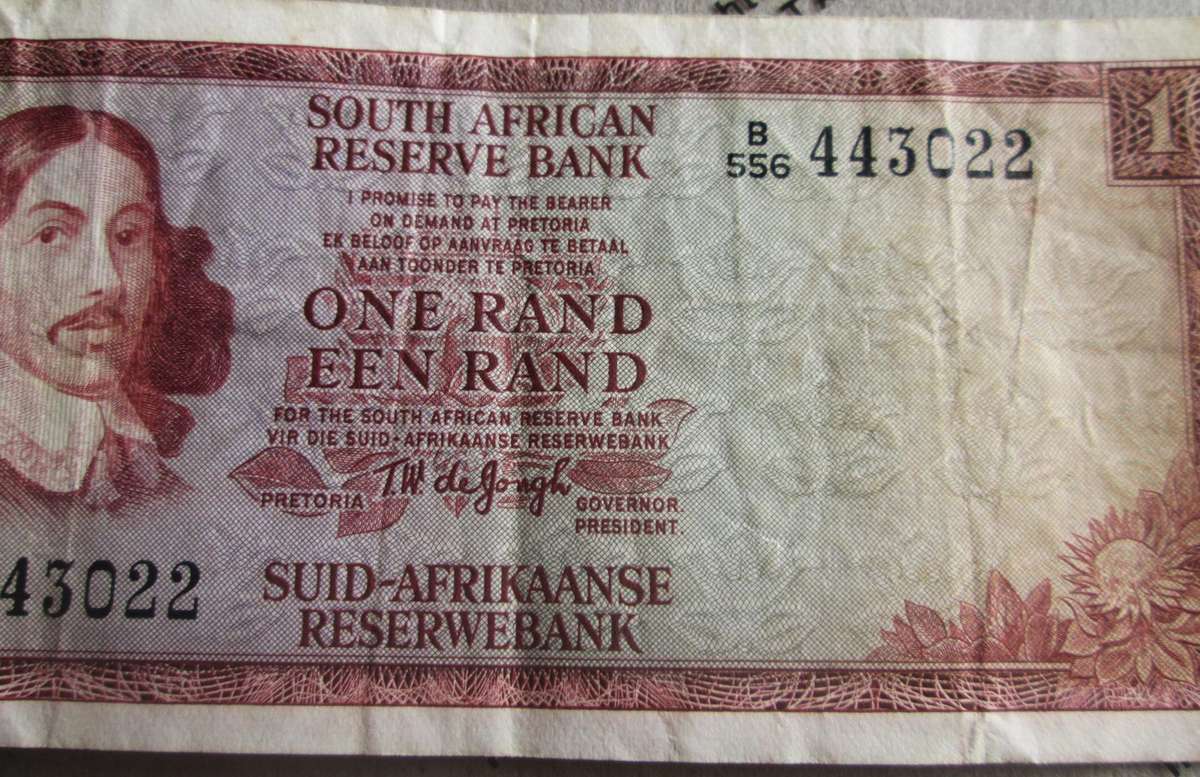 SOUTH AFRICAN
RESERVE BANK
B
556 443022
1
I PROMISE TO PAY THE BEARER
ON DEMAND AT PRETORIA
EK BELOOF OP AANVRAAG TE BETAAL
AAN TOONDER TE PRETORIA
ONE RAND
EEN RAND
FOR THE SOUTH AFRICAN RESERVE BANK
VIR DIE SUID-AFRIKAANSE RESERWEBANK
T.W. de Jongh
PRETORIA
GOVERNOR.
PRESIDENT.
43022
SUID-AFRIKAANSE
RESERWEBANK